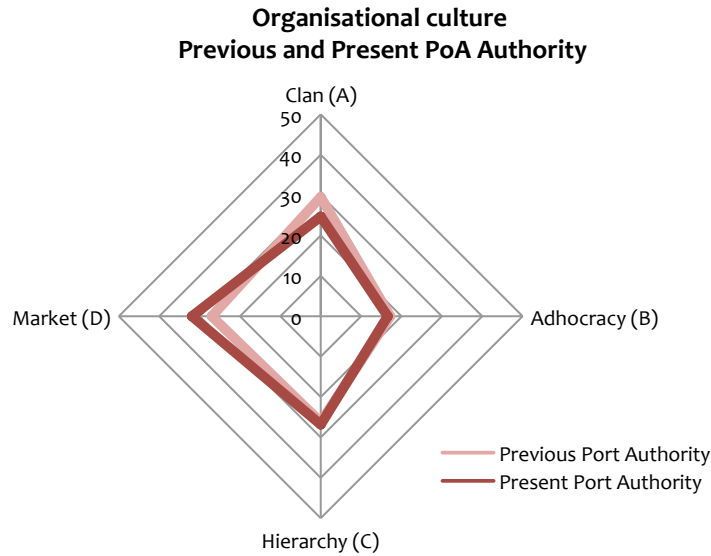 Organisational culture
Previous and Present PoA Authority
Clan (A)
50
40
30
20
10
0
Market (D)
Adhocracy (B)
Previous Port Authority
Present Port Authority
Hierarchy (C)